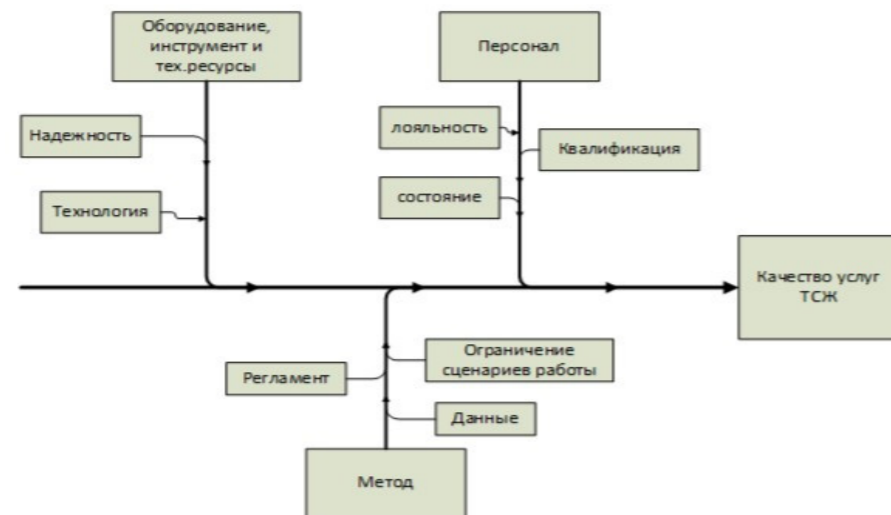 Оборудование,
инструмент и
тех.ресурсы
Персонал
Надежность
лояльность
Квалификация
Технология
состояние
Качество услуг
ТСЖ
Ограничение
сценариев работы
Регламент
Данные
Метод